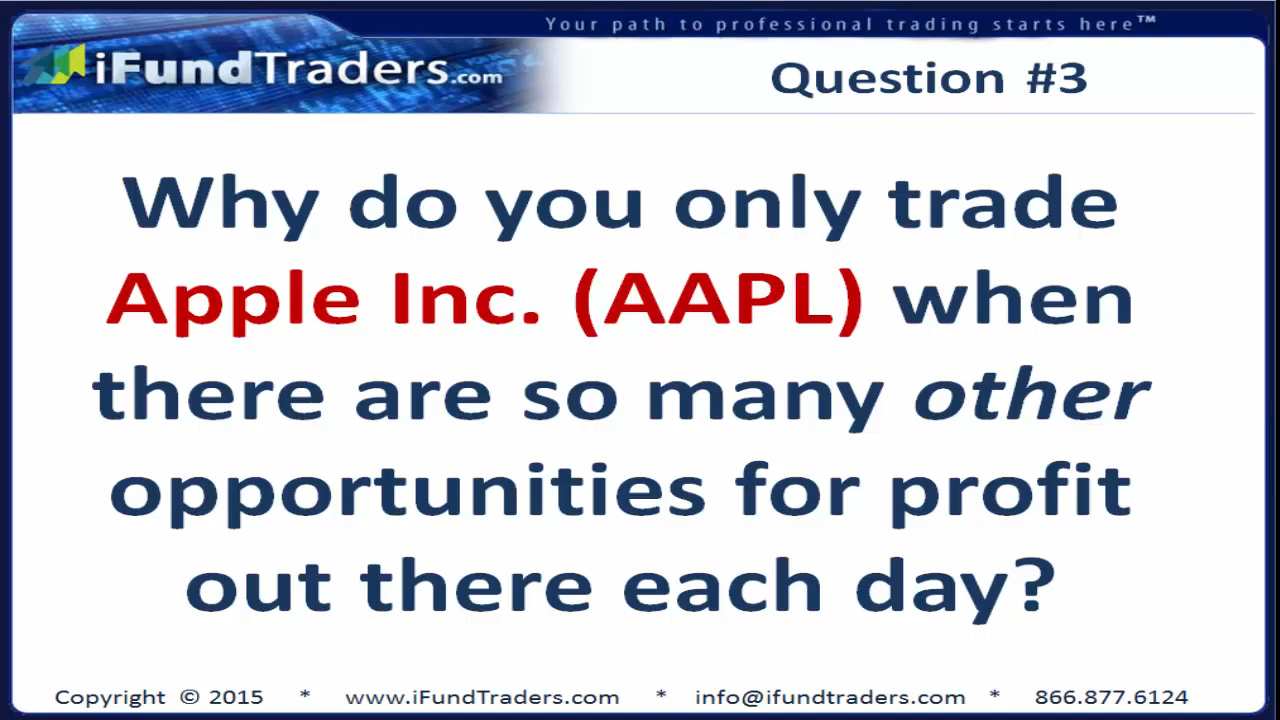 Your path to professional trading starts here™
iFundTraders.com
Question #3
Why do you only trade
Apple Inc. (AAPL) when
there are so many other
opportunities for profit
out there each day?
Copyright © 2015 * www.iFundTraders.com * info@ifundtraders.com * 866.877.6124